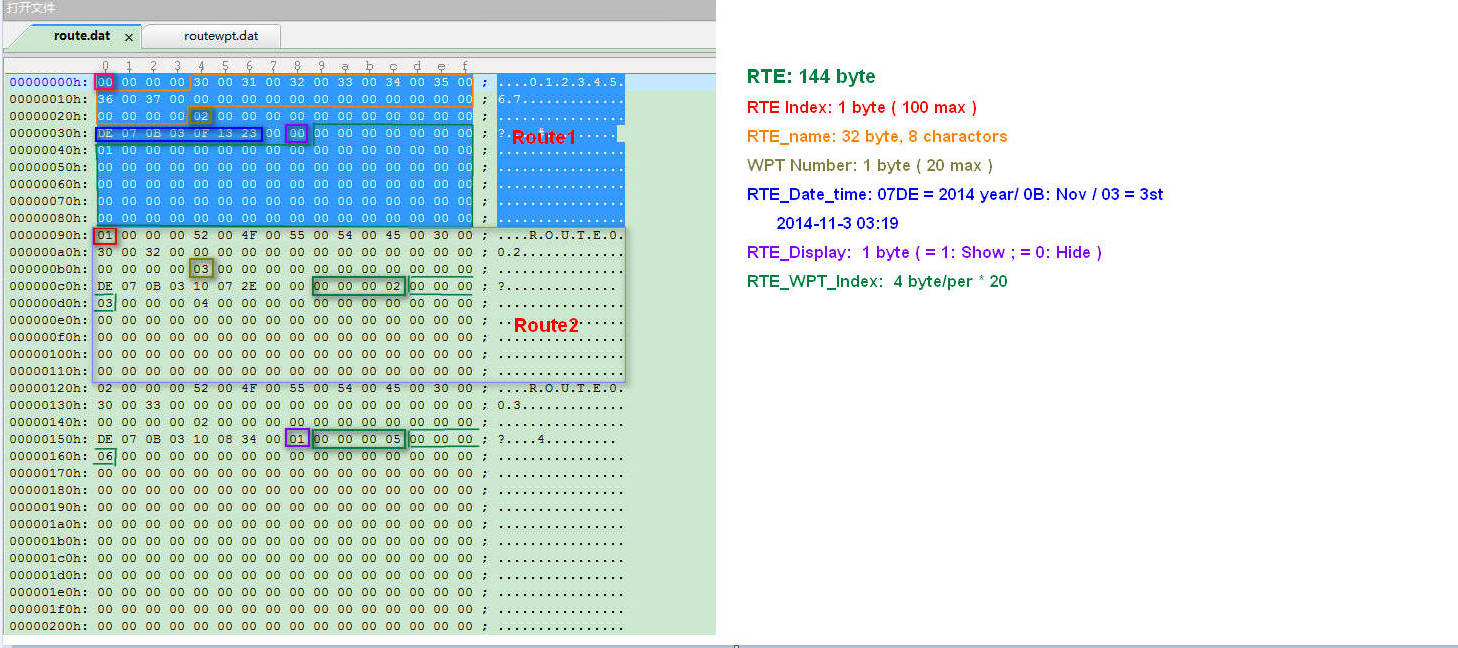 打开文件
route.dat × routewpt.dat
0 1 2 3 4 5 6 7 8 9 a b c d e f
00000000h: 00 00 00 00 30 00 31 00 32 00 33 00 34 00 35 00 ; ....0.1.2.3.4.5.
00000010h: 36 00 37 00 00 00 00 00 00 00 00 00 00 00 00 00 ; 6.7.............
00000020h: 00 00 00 00 02 00 00 00 00 00 00 00 00 00 00 00 ; ................
00000030h: DE 07 0B 03 0F 13 23 00 00 00 00 00 00 00 00 00 ; ?
Route1
00000040h: 01 00 00 00 00 00 00 00 00 00 00 00 00 00 00 00 ; ................
00000050h: 00 00 00 00 00 00 00 00 00 00 00 00 00 00 00 00 ; ................
00000060h: 00 00 00 00 00 00 00 00 00 00 00 00 00 00 00 00 ; ................
00000070h: 00 00 00 00 00 00 00 00 00 00 00 00 00 00 00 00 ; ................
00000080h: 00 00 00 00 00 00 00 00 00 00 00 00 00 00 00 00 ; ................
00000090h: 01 00 00 00 52 00 4F 00 55 00 54 00 45 00 30 00 ; ....R.O.U.T.E.0.
000000a0h: 30 00 32 00 00 00 00 00 00 00 00 00 00 00 00 00 ; 0.2.............
000000b0h: 00 00 00 00 03 00 00 00 00 00 00 00 00 00 00 00 ; ................
000000c0h: DE 07 0B 03 10 07 2E 00 00 00 00 00 02 00 00 00 ; ?..............
000000d0h: 03 00 00 00 04 00 00 00 00 00 00 00 00 00 00 00 ; ................
000000e0h: 00 00 00 00 00 00 00 00 00 00 00 00 00 00 00 00 ; ................
Route2
000000f0h: 00 00 00 00 00 00 00 00 00 00 00 00 00 00 00 00 ; ................
00000100h: 00 00 00 00 00 00 00 00 00 00 00 00 00 00 00 00 ; ................
00000110h: 00 00 00 00 00 00 00 00 00 00 00 00 00 00 00 00 ; ................
00000120h: 02 00 00 00 52 00 4F 00 55 00 54 00 45 00 30 00 ; ....R.O.U.T.E.0.
00000130h: 30 00 33 00 00 00 00 00 00 00 00 00 00 00 00 00 ; 0.3.............
00000140h: 00 00 00 00 02 00 00 00 00 00 00 00 00 00 00 00 ; ................
00000150h: DE 07 0B 03 10 08 34 00 01 00 00 00 05 00 00 00 ; ?....4.........
00000160h: 06 00 00 00 00 00 00 00 00 00 00 00 00 00 00 00 ; ................
00000170h: 00 00 00 00 00 00 00 00 00 00 00 00 00 00 00 00 ; ................
00000180h: 00 00 00 00 00 00 00 00 00 00 00 00 00 00 00 00 ; ................
00000190h: 00 00 00 00 00 00 00 00 00 00 00 00 00 00 00 00 ; ................
000001a0h: 00 00 00 00 00 00 00 00 00 00 00 00 00 00 00 00 ; ................
000001b0h: 00 00 00 00 00 00 00 00 00 00 00 00 00 00 00 00 ; ................
000001c0h: 00 00 00 00 00 00 00 00 00 00 00 00 00 00 00 00 ; ................
000001d0h: 00 00 00 00 00 00 00 00 00 00 00 00 00 00 00 00 ; ................
000001e0h: 00 00 00 00 00 00 00 00 00 00 00 00 00 00 00 00 ; ................
000001f0h: 00 00 00 00 00 00 00 00 00 00 00 00 00 00 00 00 ; ................
00000200h: 00 00 00 00 00 00 00 00 00 00 00 00 00 00 00 00 ; ................
RTE: 144 byte
RTE Index: 1 byte ( 100 max )
RTE_name: 32 byte, 8 charactors
WPT Number: 1 byte ( 20 max )
RTE_Date_time: 07DE = 2014 year/ 0B: Nov / 03 = 3st
2014-11-3 03:19
RTE_Display: 1 byte ( = 1: Show ; = 0: Hide )
RTE_WPT_Index: 4 byte/per * 20